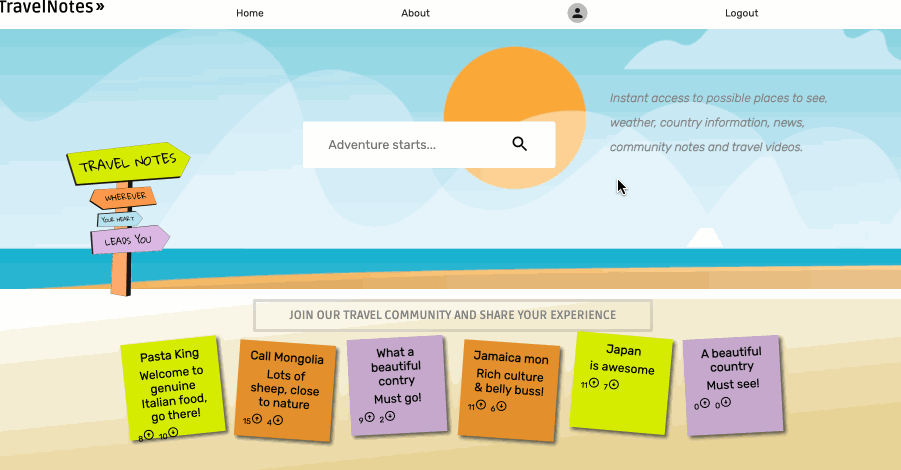 TravelNotes»
Home
About
Logout
Adventure starts...
Instant access to possible places to see,
weather, country information, news,
community notes and travel videos.
TRAVEL NOTES
WHEREVER
YOUR HEART
LEADS YOU
JOIN OUR TRAVEL COMMUNITY AND SHARE YOUR EXPERIENCE
Pasta King
Welcome to
genuine
Italian food,
go there!
8 10
Call Mongolia
Lots of
sheep, close
to nature
15 4
What a
beautiful
contry
Must go!
9 2
Jamaica mon
Rich culture
& belly buss!
11 6
Japan
is awesome
11 7
A beautiful
country
Must see!
0 0